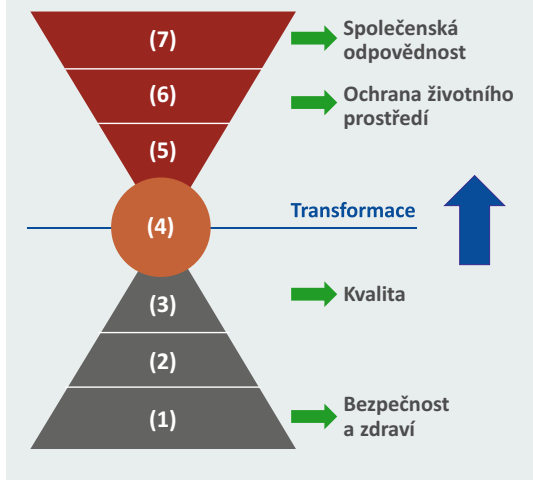 (7)
Společenská
odpovědnost
(6)
Ochrana životního
prostředí
(5)
(4)
Transformace
(3)
Kvalita
(2)
(1)
Bezpečnost
a zdraví